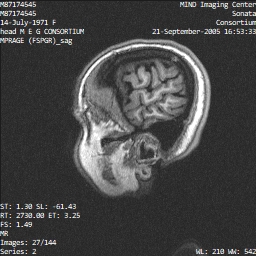 M87174545
M87174545
14-July-1971 F
head M E G CONSORTIUM
MPRAGE (FSPGR)_sag
MIND Imaging Center
Sonata
Consortium
21-September-2005 16:53:33
ST: 1.30 SL: -61.43
RT: 2730.00 ET: 3.25
FS: 1.49
MR
Images: 27/144
Series: 2
WL: 210 WW: 542